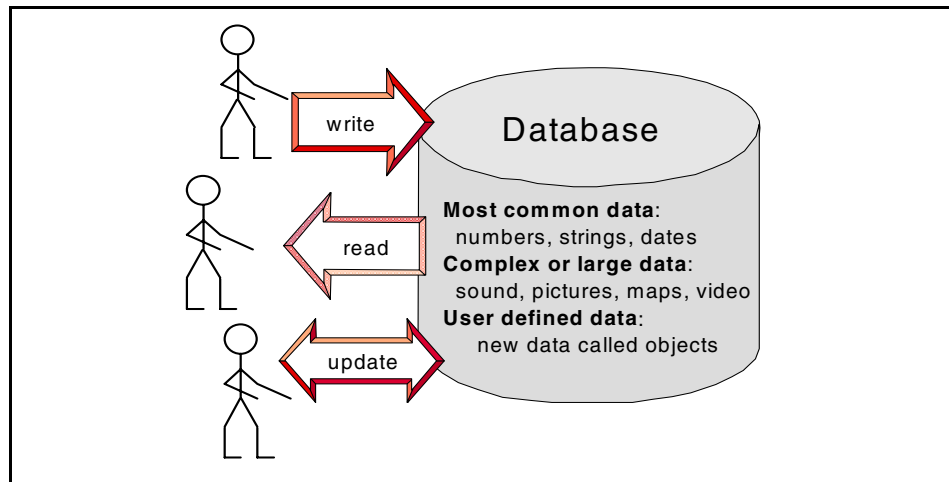 write
Database
read
Most common data:
numbers, strings, dates
Complex or large data:
sound, pictures, maps, video
User defined data:
new data called objects
update